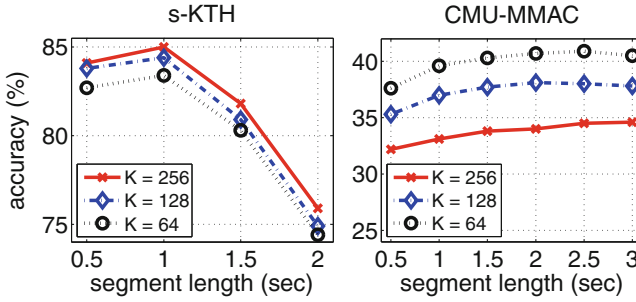 s-KTH
accuracy (%)
85
80
75
K = 256
K = 128
K = 64
0.5 1 1.5 2
segment length (sec)
CMU-MMAC
40
35
30
25
K = 256
K = 128
K = 64
0.5 1 1.5 2 2.5 3
segment length (sec)